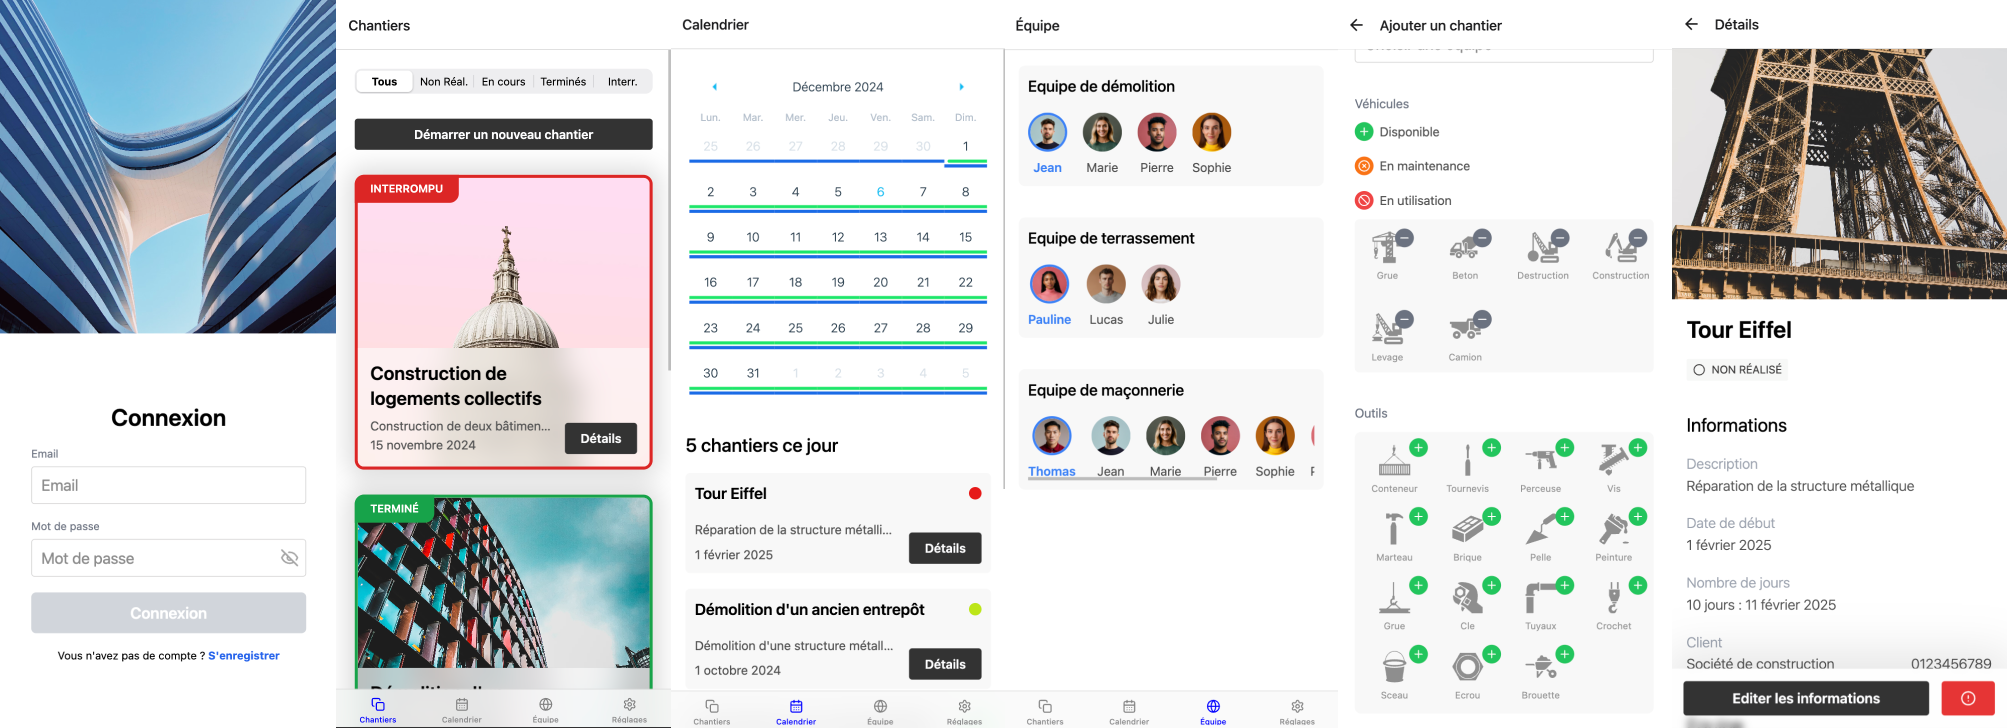 Connexion
Email
Email
Mot de passe
Mot de passe
Connexion
Vous n'avez pas de compte ? S'enregistrer
Chantiers
Tous Non Réal. En cours Terminés Interr.
Démarrer un nouveau chantier
INTERROMPU
Construction de
logements collectifs
Construction de deux bâtimen...
15 novembre 2024
Détails
TERMINÉ
Chantiers Calendrier Équipe Réglages
Calendrier
Décembre 2024
Lun. Mar. Mer. Jeu. Ven. Sam. Dim.
25 26 27 28 29 30 1
2 3 4 5 6 7 8
9 10 11 12 13 14 15
16 17 18 19 20 21 22
23 24 25 26 27 28 29
30 31 1 2 3 4 5
5 chantiers ce jour
Tour Eiffel
Réparation de la structure métalli...
1 février 2025
Détails
Démolition d'un ancien entrepôt
Démolition d'une structure métall...
1 octobre 2024
Détails
Chantiers Calendrier Équipe Réglages
Équipe
Equipe de démolition
Jean Marie Pierre Sophie
Equipe de terrassement
Pauline Lucas Julie
Equipe de maçonnerie
Thomas Jean Marie Pierre Sophie
Chantiers Calendrier Équipe Réglages
Ajouter un chantier
Véhicules
Disponible
En maintenance
En utilisation
Grue Beton Destruction Construction
Levage Camion
Outils
Conteneur Tournevis Perceuse Vis
Marteau Brique Pelle Peinture
Grue Cle Tuyaux Crochet
Sceau Ecrou Brouette
Détails
Tour Eiffel
NON RÉALISÉ
Informations
Description
Réparation de la structure métallique
Date de début
1 février 2025
Nombre de jours
10 jours : 11 février 2025
Client
Société de construction 0123456789
Editer les informations